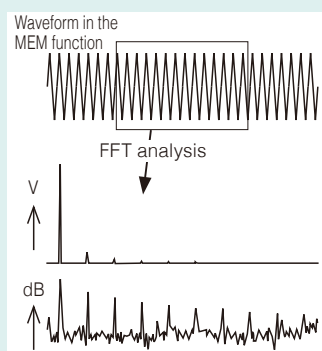 Waveform in the
MEM function
FFT analysis
V
dB